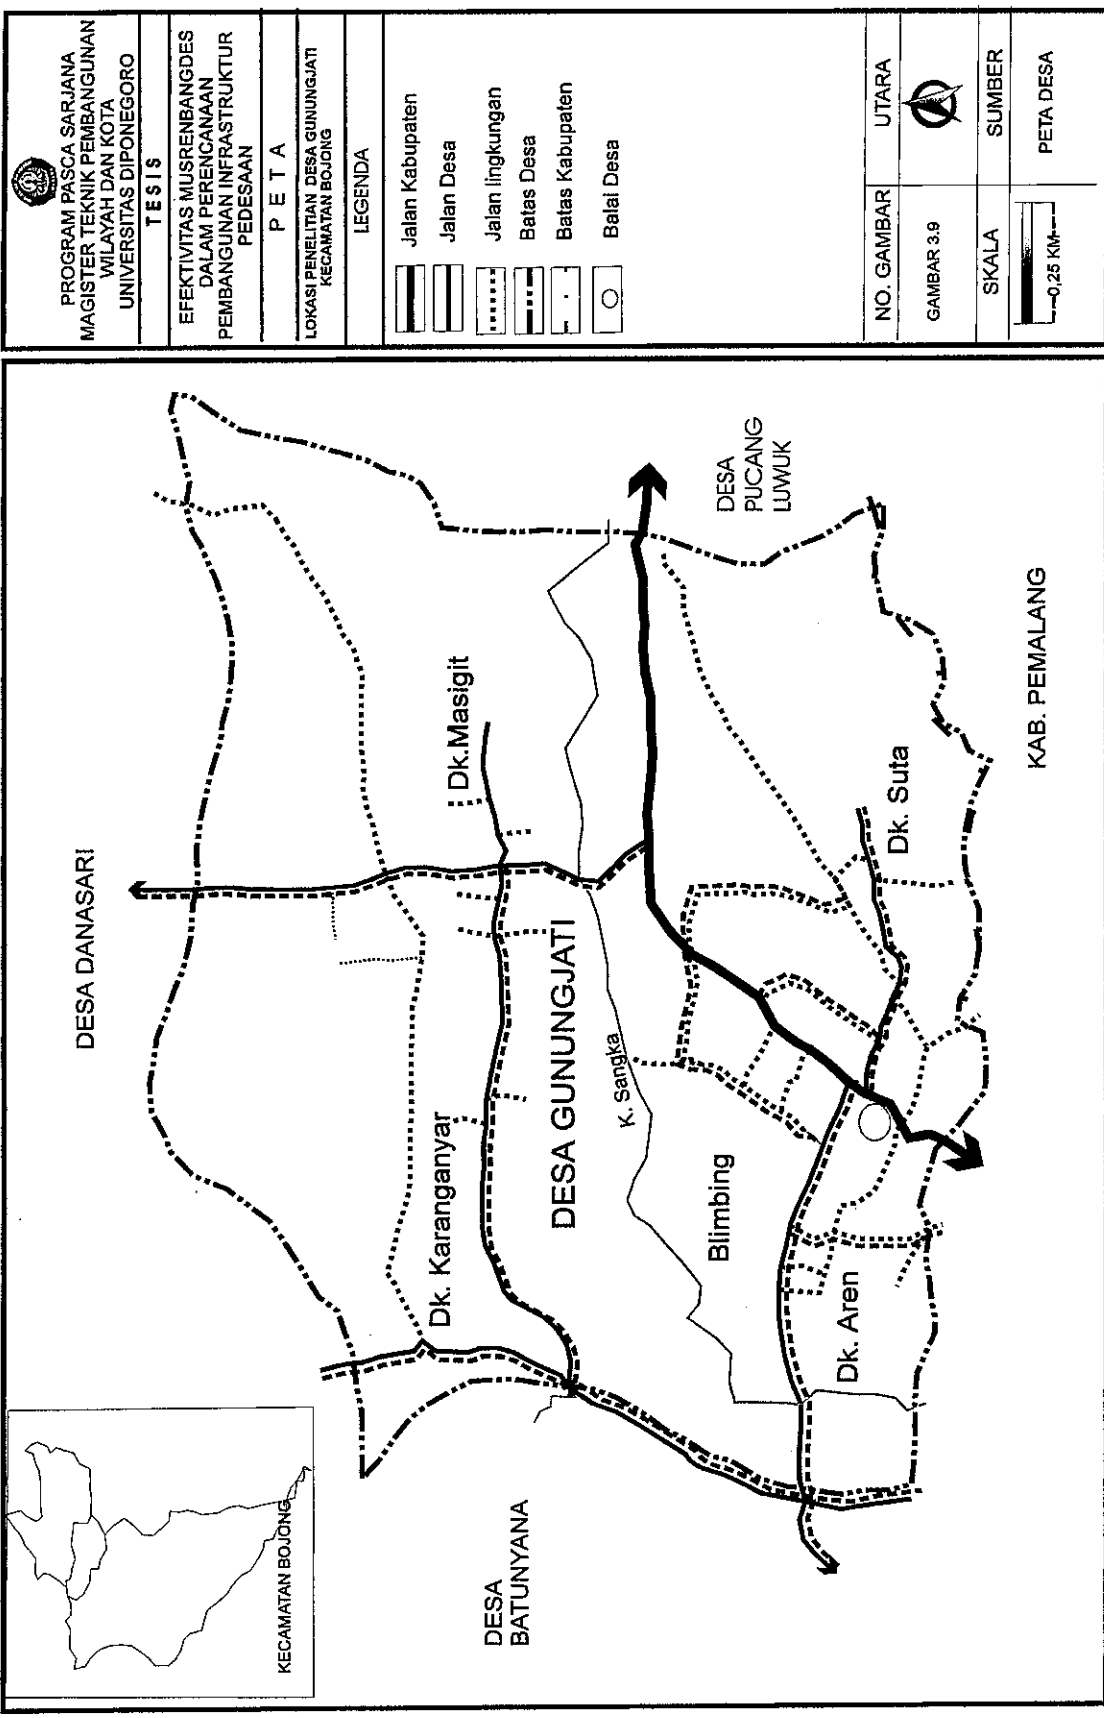 PROGRAM PASCA SARJANA
MAGISTER TEKNIK PEMBANGUNAN
WILAYAH DAN KOTA
UNIVERSITAS DIPONEGORO
TESIS
EFEKTIVITAS MUSRENBANGDES
DALAM PERENCANAAN
PEMBANGUNAN INFRASTRUKTUR
PEDESAAN
PETA
LOKASI PENELITIAN DESA GUNUNGJATI
KECAMATAN BOJONG
LEGENDA
Jalan Kabupaten
Jalan Desa
Jalan lingkungan
Batas Desa
Batas Kabupaten
Balai Desa
NO. GAMBAR
UTARA
GAMBAR 3.9
SKALA
SUMBER
0,25 KM
PETA DESA
KECAMATAN BOJONG
DESA DANASARI
Dk.Masigit
Dk. Karanganyar
DESA GUNUNGJATI
K. Sangka
DESA
PUCANG
LUWUK
Blimbing
Dk. Suta
Dk. Aren
DESA
BATUNYANA
KAB. PEMALANG